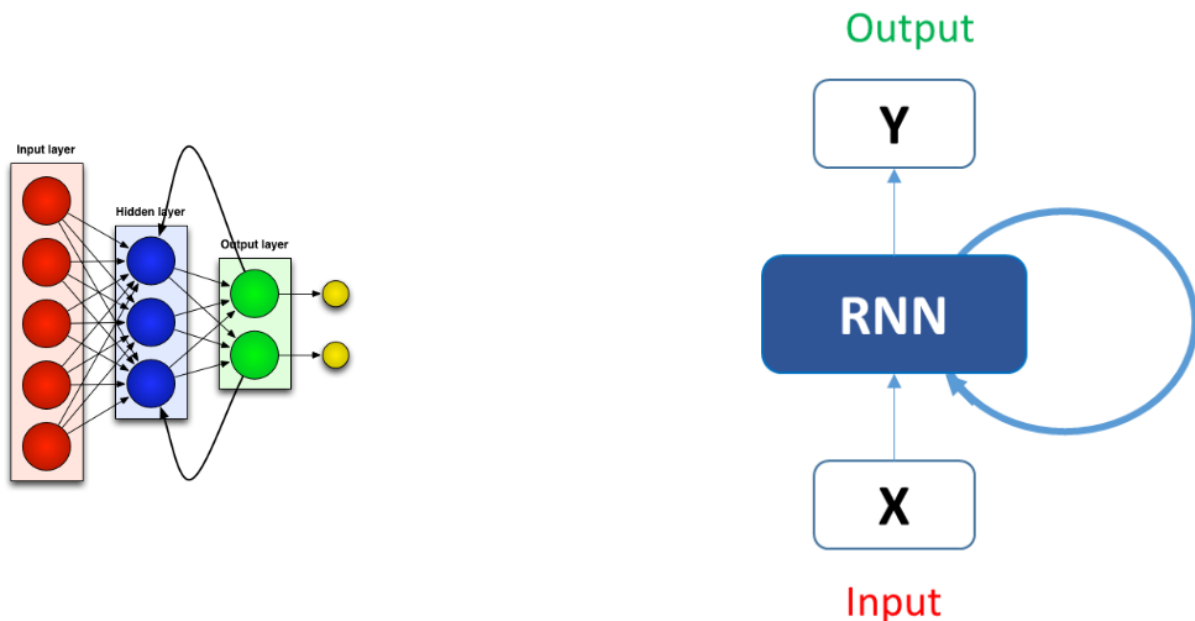 Input layer
Hidden layer
Output layer
Output
Y
RNN
X
Input